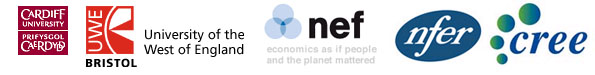 CARDIFF
UNIVERSITY
PRIFYSGOL
CAERDYÐ
UWE
BRISTOL
University of the
West of England
nef
economics as if people
and the planet mattered
nfer
cree